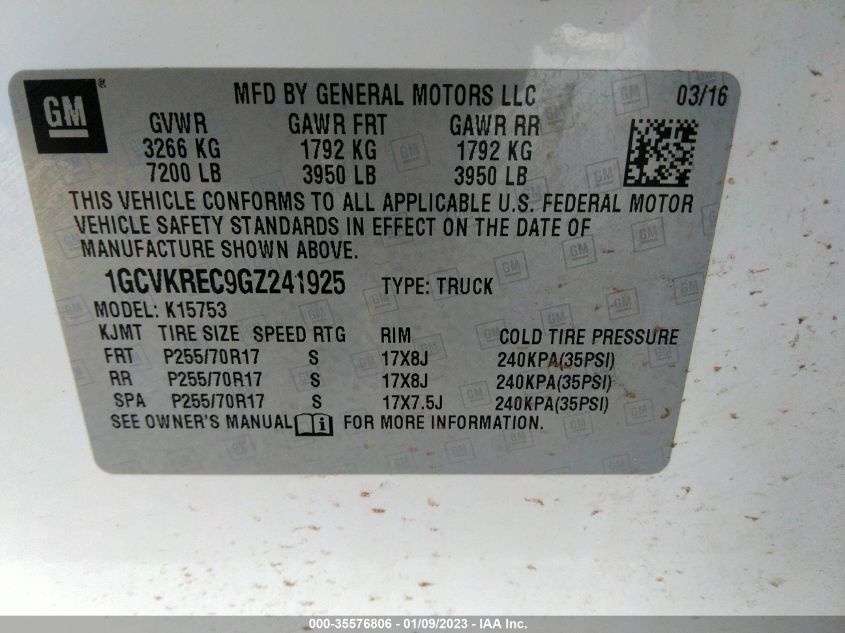 GM ®
MFD BY GENERAL MOTORS LLC 03/16
GVWR GAWR FRT GAWR RR
3266 KG 1792 KG 1792 KG
7200 LB 3950 LB 3950 LB
THIS VEHICLE CONFORMS TO ALL APPLICABLE U.S. FEDERAL MOTOR
VEHICLE SAFETY STANDARDS IN EFFECT ON THE DATE OF
MANUFACTURE SHOWN ABOVE.
1GCVKREC9GZ241925 TYPE: TRUCK
MODEL: K15753
KJMT TIRE SIZE SPEED RTG RIM COLD TIRE PRESSURE
FRT P255/70R17 S 17X8J 240KPA(35PSI)
RR P255/70R17 S 17X8J 240KPA(35PSI)
SPA P255/70R17 S 17X7.5J 240KPA(35PSI)
SEE OWNER'S MANUAL i FOR MORE INFORMATION.
000-35576806 - 01/09/2023 - IAA Inc.